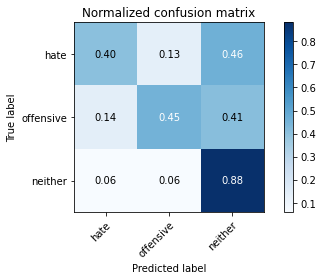 Normalized confusion matrix
True label
hate
0.40 0.13 0.46
offensive
0.14 0.45 0.41
neither
0.06 0.06 0.88
hate offensive neither
Predicted label
0.8
0.7
0.6
0.5
0.4
0.3
0.2
0.1